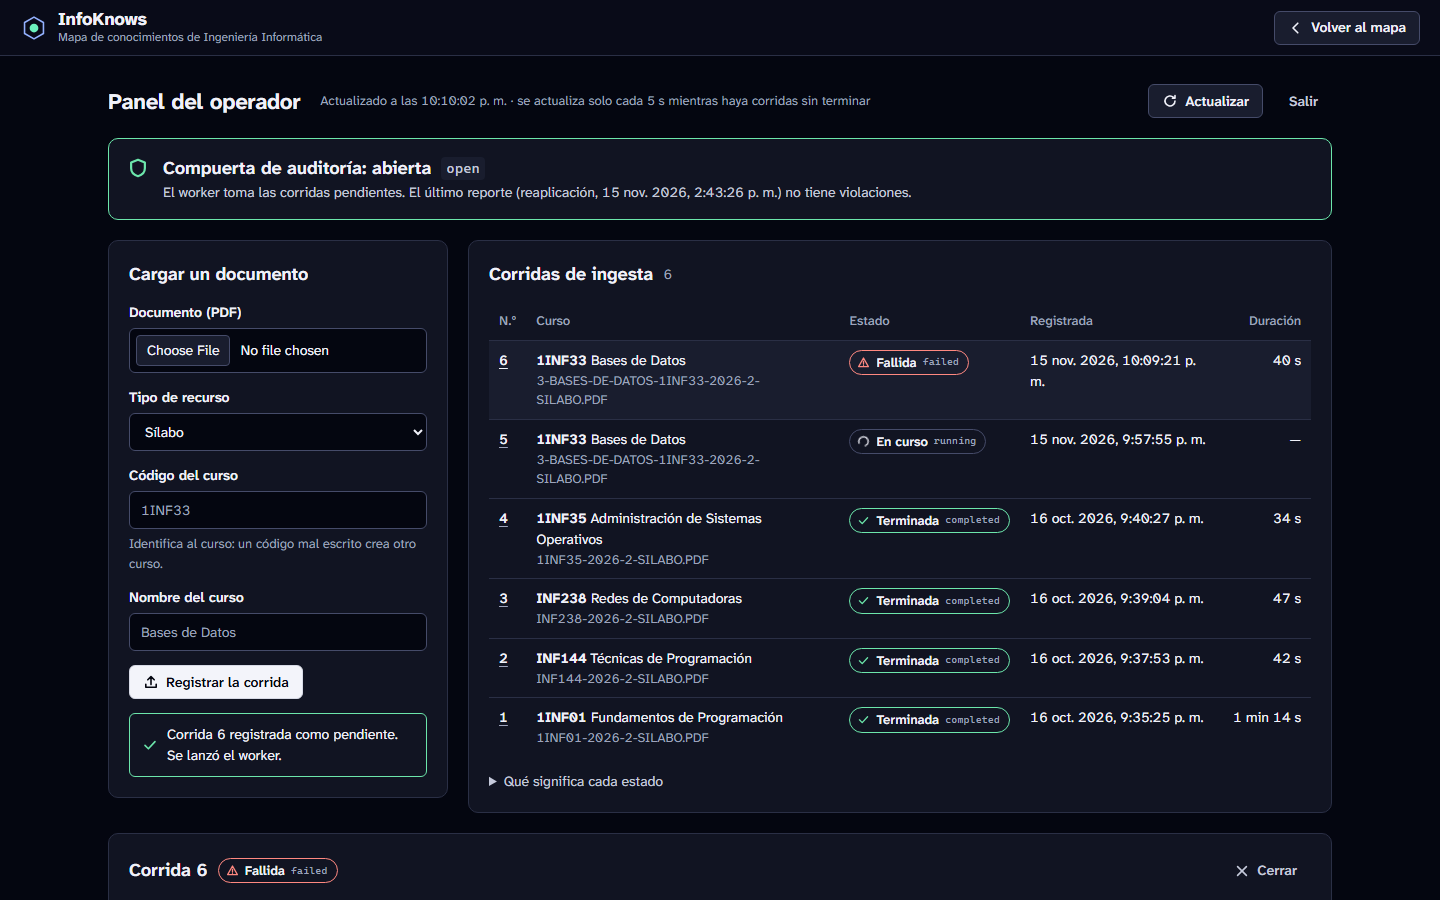 InfoKnows
Mapa de conocimientos de Ingeniería Informática
Volver al mapa
Panel del operador
Actualizado a las 10:10:02 p. m. · se actualiza solo cada 5 s mientras haya corridas sin terminar
Actualizar
Salir
Compuerta de auditoría: abierta open
El worker toma las corridas pendientes. El último reporte (reaplicación, 15 nov. 2026, 2:43:26 p. m.) no tiene violaciones.
Cargar un documento
Documento (PDF)
Choose File No file chosen
Tipo de recurso
Sílabo
Código del curso
1INF33
Identifica al curso: un código mal escrito crea otro
curso.
Nombre del curso
Bases de Datos
Registrar la corrida
Corrida 6 registrada como pendiente.
Se lanzó el worker.
Corridas de ingesta 6
N.º Curso Estado Registrada Duración
6 1INF33 Bases de Datos Fallida failed 15 nov. 2026, 10:09:21 p. 40 s
3-BASES-DE-DATOS-1INF33-2026-2- m.
SILABO.PDF
5 1INF33 Bases de Datos En curso running 15 nov. 2026, 9:57:55 p. m. —
3-BASES-DE-DATOS-1INF33-2026-2-
SILABO.PDF
4 1INF35 Administración de Sistemas Terminada completed 16 oct. 2026, 9:40:27 p. m. 34 s
Operativos
1INF35-2026-2-SILABO.PDF
3 INF238 Redes de Computadoras Terminada completed 16 oct. 2026, 9:39:04 p. m. 47 s
INF238-2026-2-SILABO.PDF
2 INF144 Técnicas de Programación Terminada completed 16 oct. 2026, 9:37:53 p. m. 42 s
INF144-2026-2-SILABO.PDF
1 1INF01 Fundamentos de Programación Terminada completed 16 oct. 2026, 9:35:25 p. m. 1 min 14 s
1INF01-2026-2-SILABO.PDF
Qué significa cada estado
Corrida 6 Fallida failed
Cerrar